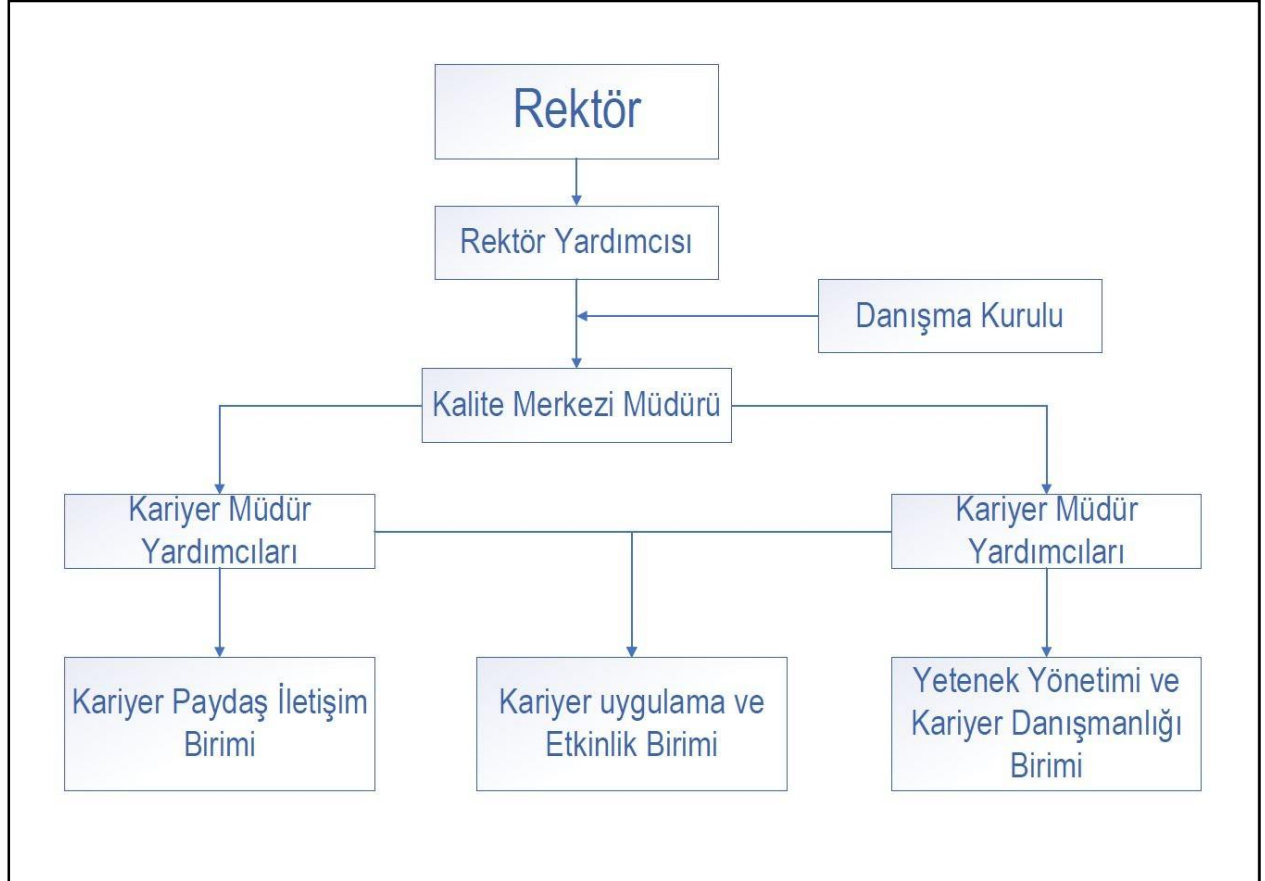 Rektör
Rektör Yardımcısı
Danışma Kurulu
Kalite Merkezi Müdürü
Kariyer Müdür
Yardımcıları
Kariyer Müdür
Yardımcıları
Kariyer Paydaş İletişim
Birimi
Kariyer uygulama ve
Etkinlik Birimi
Yetenek Yönetimi ve
Kariyer Danışmanlığı
Birimi